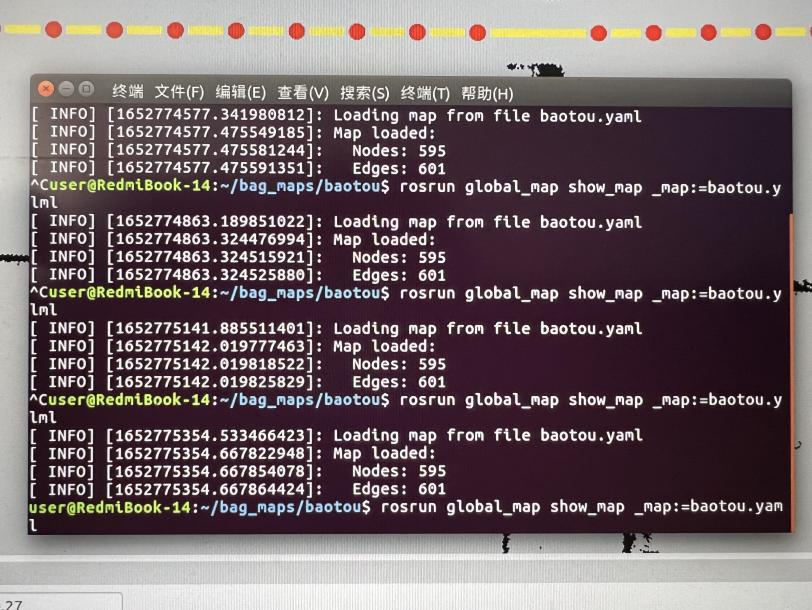 终端 文件(F) 编辑(E) 查看(V) 搜索(S) 终端(T) 帮助(H)
[ INFO] [1652774577.341980812]: Loading map from file baotou.yaml
[ INFO] [1652774577.475549185]: Map loaded:
[ INFO] [1652774577.475581244]:   Nodes: 595
[ INFO] [1652774577.475591351]:   Edges: 601
^Cuser@RedmiBook-14:~/bag_maps/baotou$ rosrun global_map show_map _map:=baotou.y
lml
[ INFO] [1652774863.189851022]: Loading map from file baotou.yaml
[ INFO] [1652774863.324476994]: Map loaded:
[ INFO] [1652774863.324515921]:   Nodes: 595
[ INFO] [1652774863.324525880]:   Edges: 601
^Cuser@RedmiBook-14:~/bag_maps/baotou$ rosrun global_map show_map _map:=baotou.y
lml
[ INFO] [1652775141.885511401]: Loading map from file baotou.yaml
[ INFO] [1652775142.019777463]: Map loaded:
[ INFO] [1652775142.019818522]:   Nodes: 595
[ INFO] [1652775142.019825829]:   Edges: 601
^Cuser@RedmiBook-14:~/bag_maps/baotou$ rosrun global_map show_map _map:=baotou.y
lml
[ INFO] [1652775354.533466423]: Loading map from file baotou.yaml
[ INFO] [1652775354.667822948]: Map loaded:
[ INFO] [1652775354.667854078]:   Nodes: 595
[ INFO] [1652775354.667864424]:   Edges: 601
user@RedmiBook-14:~/bag_maps/baotou$ rosrun global_map show_map _map:=baotou.yam
l
.27